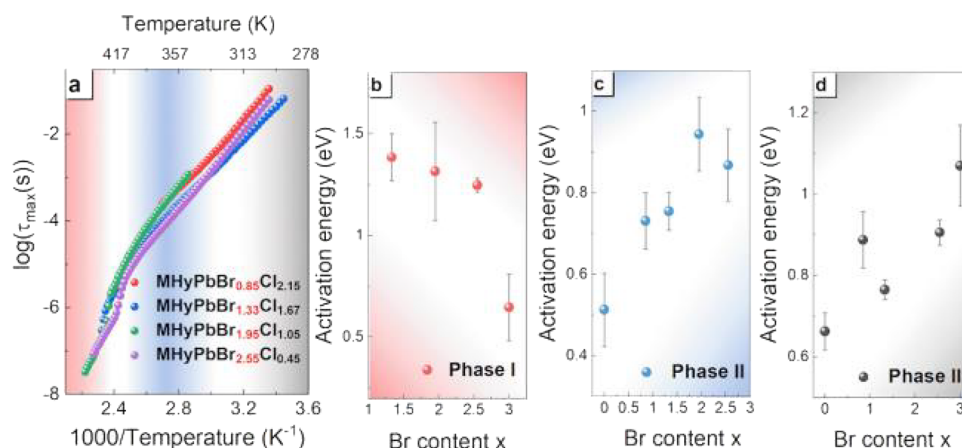 Temperature (K)
417 357 313 278
a
-2
-4
-6
-8
log(τmax(s))
MHyPbBr0.85Cl2.15
MHyPbBr1.33Cl1.67
MHyPbBr1.95Cl1.05
MHyPbBr2.55Cl0.45
2.4 2.8 3.2 3.6
1000/Temperature (K-1)
b
Activation energy (eV)
1.5
1
0.5
Phase I
1 1.5 2 2.5 3
Br content x
c
Activation energy (eV)
1
0.8
0.6
0.4
Phase II
0 0.5 1 1.5 2 2.5 3
Br content x
d
Activation energy (eV)
1.2
1
0.8
0.6
Phase II
0 1 2 3
Br content x